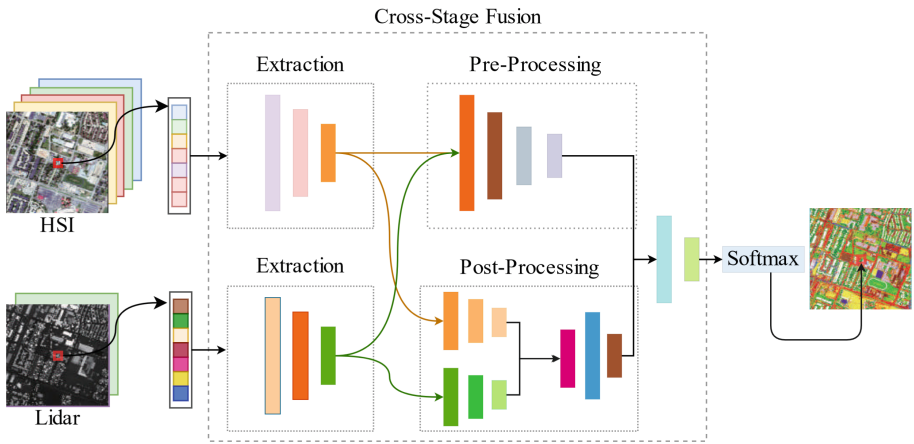 Cross-Stage Fusion
Extraction
Pre-Processing
HSI
Extraction
Post-Processing
Softmax
Lidar